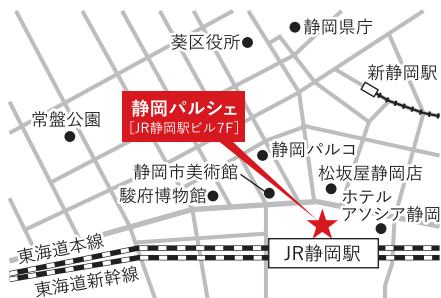 静岡県庁
葵区役所
新静岡駅
静岡パルシェ
[JR静岡駅ビル7F]
常盤公園
静岡パルコ
静岡市美術館
松坂屋静岡店
駿府博物館
ホテル
アソシア静岡
東海道本線
JR静岡駅
東海道新幹線